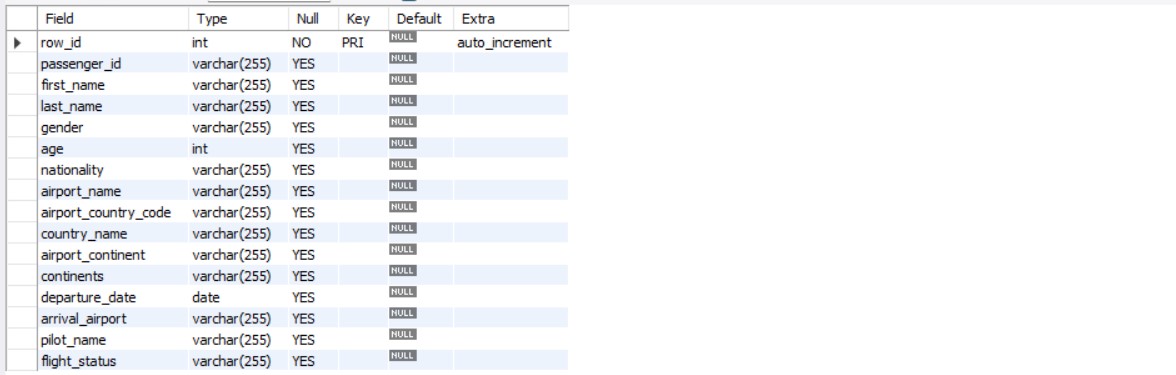 Field Type Null Key Default Extra
row_id int NO PRI NULL auto_increment
passenger_id varchar(255) YES NULL
first_name varchar(255) YES NULL
last_name varchar(255) YES NULL
gender varchar(255) YES NULL
age int YES NULL
nationality varchar(255) YES NULL
airport_name varchar(255) YES NULL
airport_country_code varchar(255) YES NULL
country_name varchar(255) YES NULL
airport_continent varchar(255) YES NULL
continents varchar(255) YES NULL
departure_date date YES NULL
arrival_airport varchar(255) YES NULL
pilot_name varchar(255) YES NULL
flight_status varchar(255) YES NULL